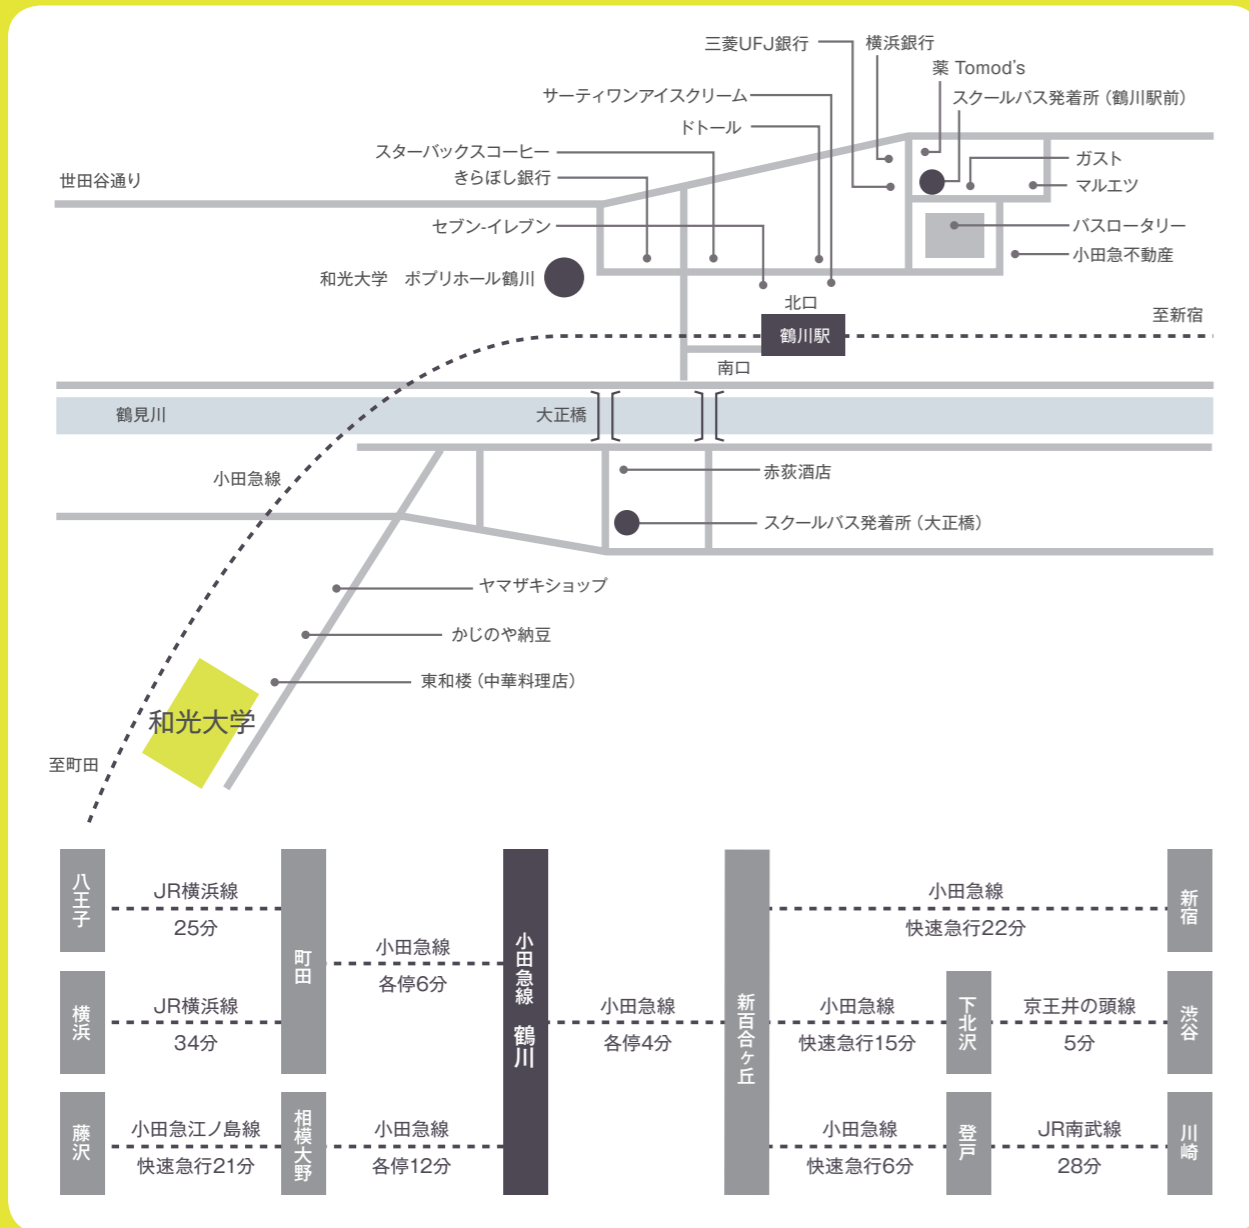 三菱UFJ銀行
横浜銀行
薬 Tomod's
サーティワンアイスクリーム
スクールバス発着所（鶴川駅前）
ドトール
スターバックスコーヒー
ガスト
世田谷通り
きらぼし銀行
マルエツ
セブン-イレブン
バスロータリー
小田急不動産
和光大学　ポプリホール鶴川
北口
至新宿
鶴川駅
南口
鶴見川
大正橋
小田急線
赤荻酒店
スクールバス発着所（大正橋）
ヤマザキショップ
かじのや納豆
東和楼（中華料理店）
和光大学
至町田
八王子
JR横浜線
25分
横浜
JR横浜線
34分
町田
小田急線
各停6分
藤沢
小田急江ノ島線
快速急行21分
相模大野
小田急線
各停12分
小田急線　鶴川
小田急線
各停4分
新百合ヶ丘
小田急線
快速急行22分
新宿
小田急線
快速急行15分
下北沢
京王井の頭線
5分
渋谷
小田急線
快速急行6分
登戸
JR南武線
28分
川崎